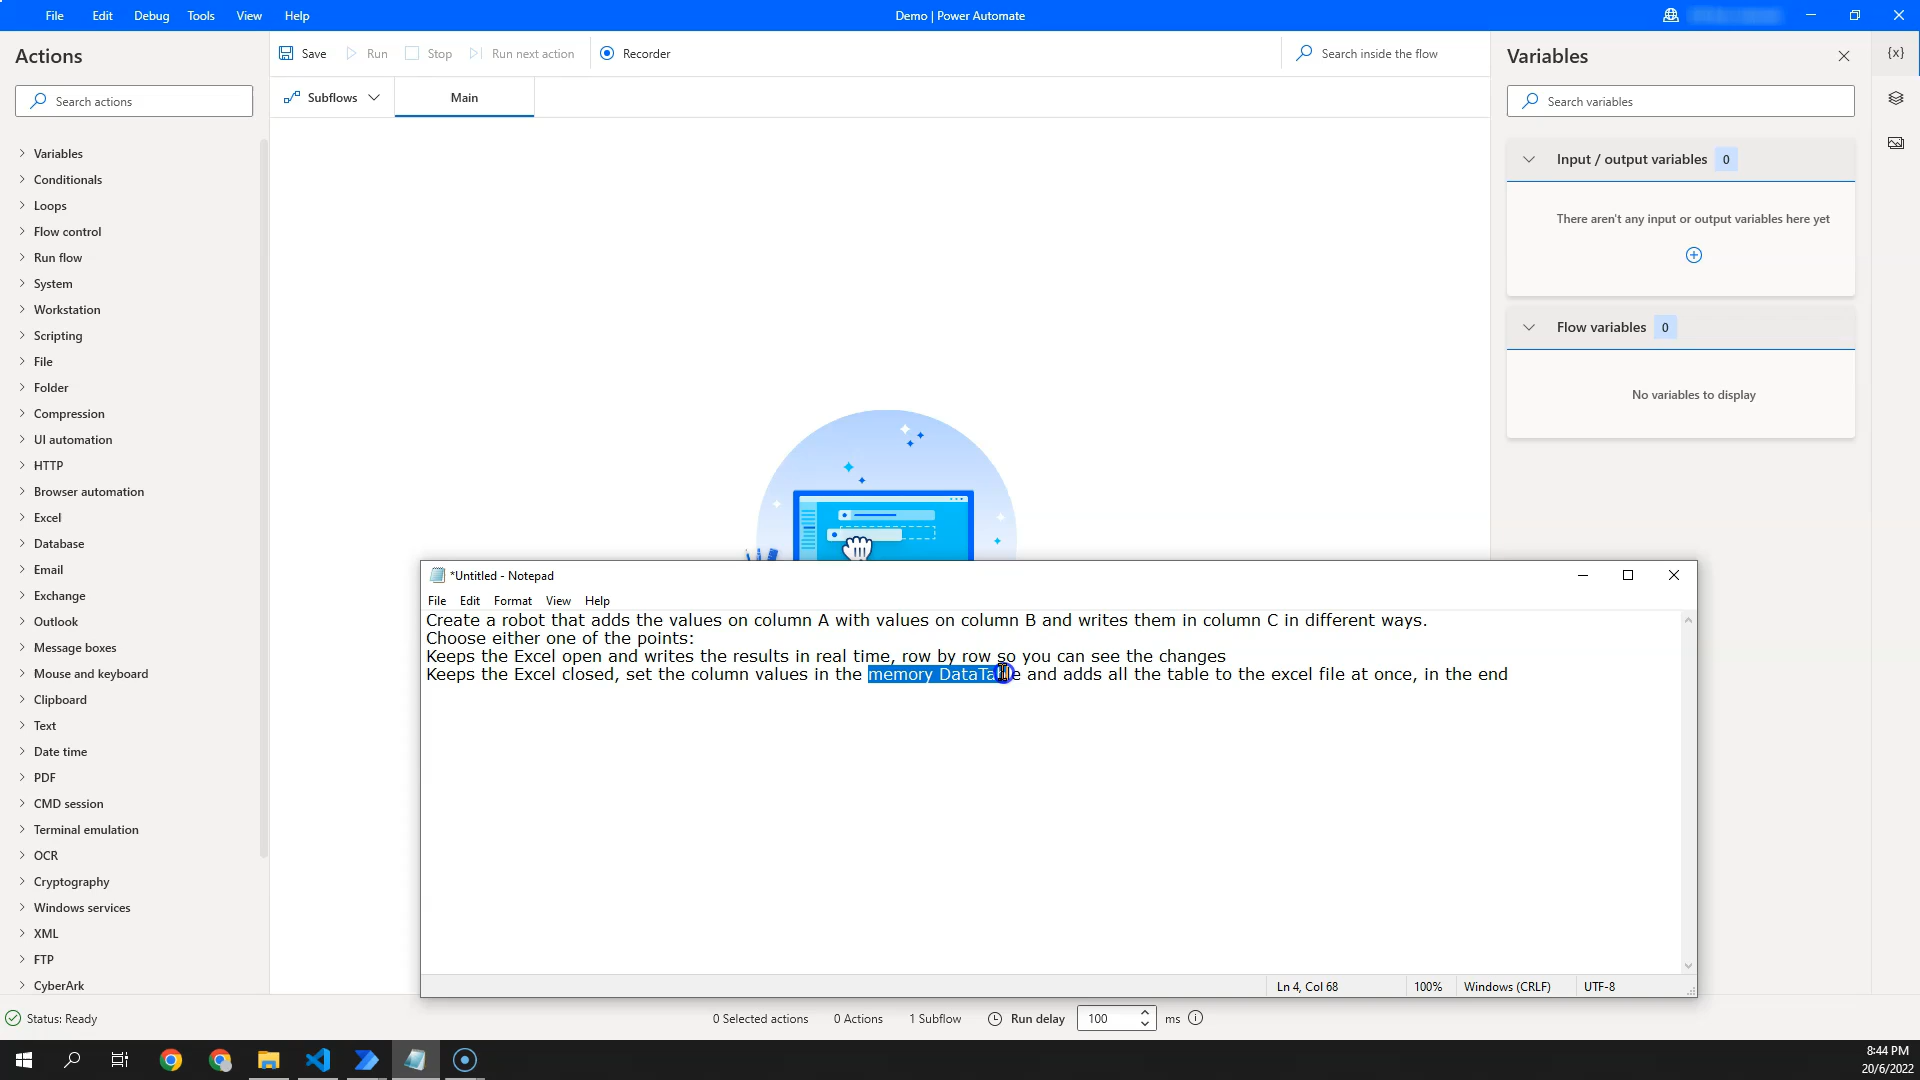 File Edit Debug Tools View Help
Demo | Power Automate
Actions
Search actions
Variables
Conditionals
Loops
Flow control
Run flow
System
Workstation
Scripting
File
Folder
Compression
UI automation
HTTP
Browser automation
Excel
Database
Email
Exchange
Outlook
Message boxes
Mouse and keyboard
Clipboard
Text
Date time
PDF
CMD session
Terminal emulation
OCR
Cryptography
Windows services
XML
FTP
CyberArk
Save Run Stop Run next action Recorder
Search inside the flow
Subflows Main
Variables
{x}
Search variables
Input / output variables 0
There aren't any input or output variables here yet
Flow variables 0
No variables to display
*Untitled - Notepad
File Edit Format View Help
Create a robot that adds the values on column A with values on column B and writes them in column C in different ways.
Choose either one of the points:
Keeps the Excel open and writes the results in real time, row by row so you can see the changes
Keeps the Excel closed, set the column values in the memory DataTable and adds all the table to the excel file at once, in the end
Ln 4, Col 68 100% Windows (CRLF) UTF-8
Status: Ready 0 Selected actions 0 Actions 1 Subflow Run delay 100 ms
8:44 PM
20/6/2022